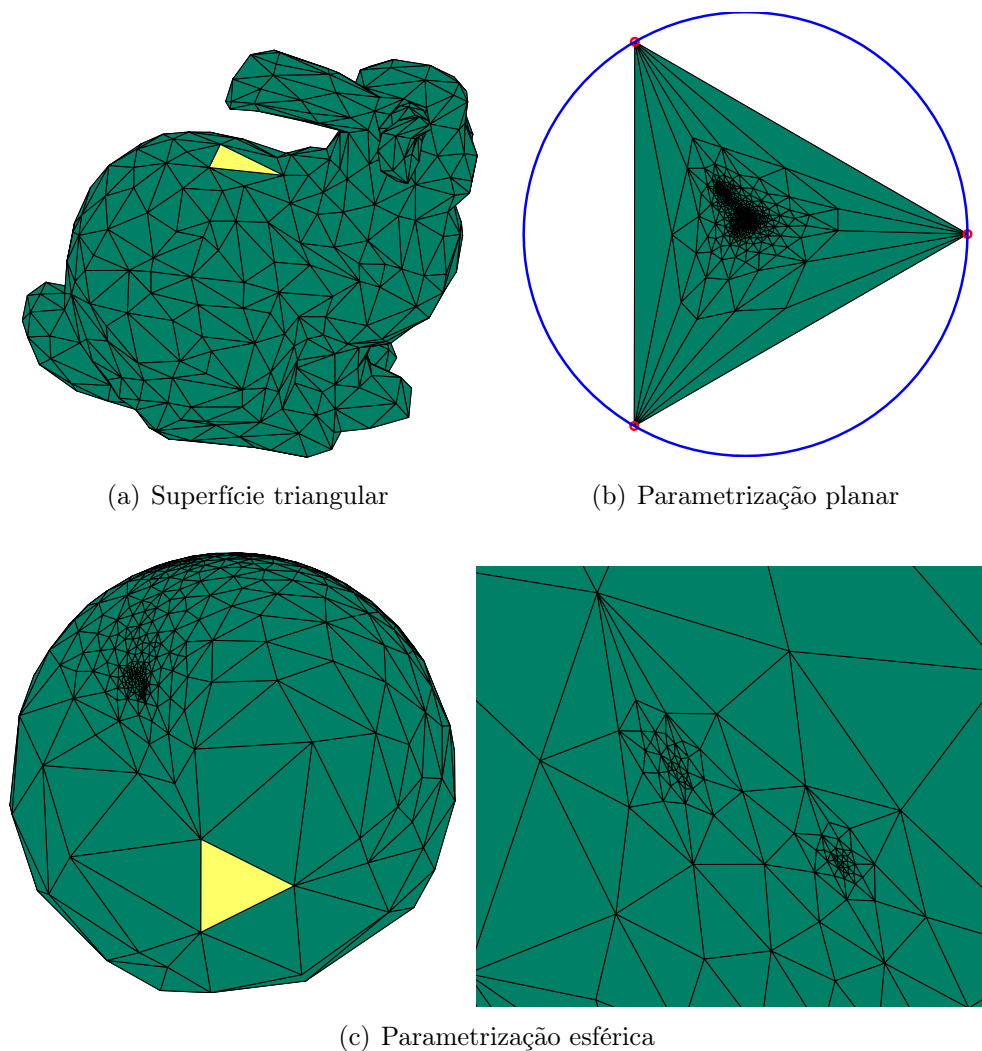 (a) Superfície triangular
(b) Parametrização planar
(c) Parametrização esférica